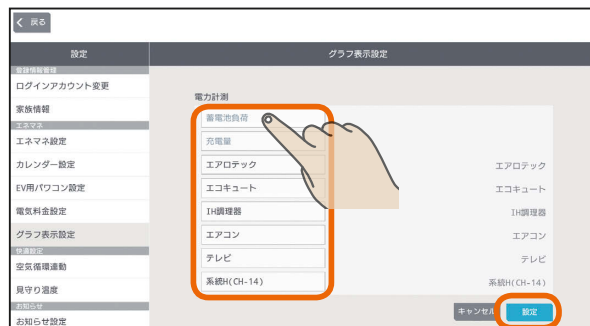 戻る
設定
グラフ表示設定
登録情報管理
ログインアカウント変更
家族情報
エネマネ
エネマネ設定
カレンダー設定
EV用パワコン設定
電気料金設定
グラフ表示設定
快適設定
空気循環連動
見守り温度
お知らせ
お知らせ設定
電力計測
蓄電池負荷
充電量
エアロテック
エアロテック
エコキュート
エコキュート
IH調理器
IH調理器
エアコン
エアコン
テレビ
テレビ
系統H(CH-14)
系統H(CH-14)
キャンセル
設定